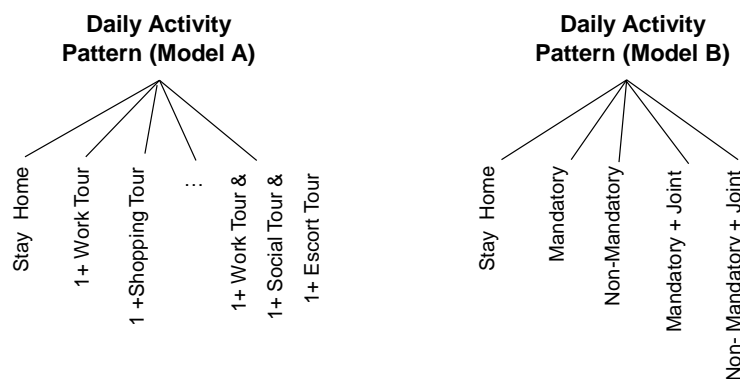 Daily Activity
Pattern (Model A)
Stay Home
1+ Work Tour
1 +Shopping Tour
…
1+ Work Tour &
1+ Social Tour &
1+ Escort Tour
Daily Activity
Pattern (Model B)
Stay Home
Mandatory
Non-Mandatory
Mandatory + Joint
Non- Mandatory + Joint